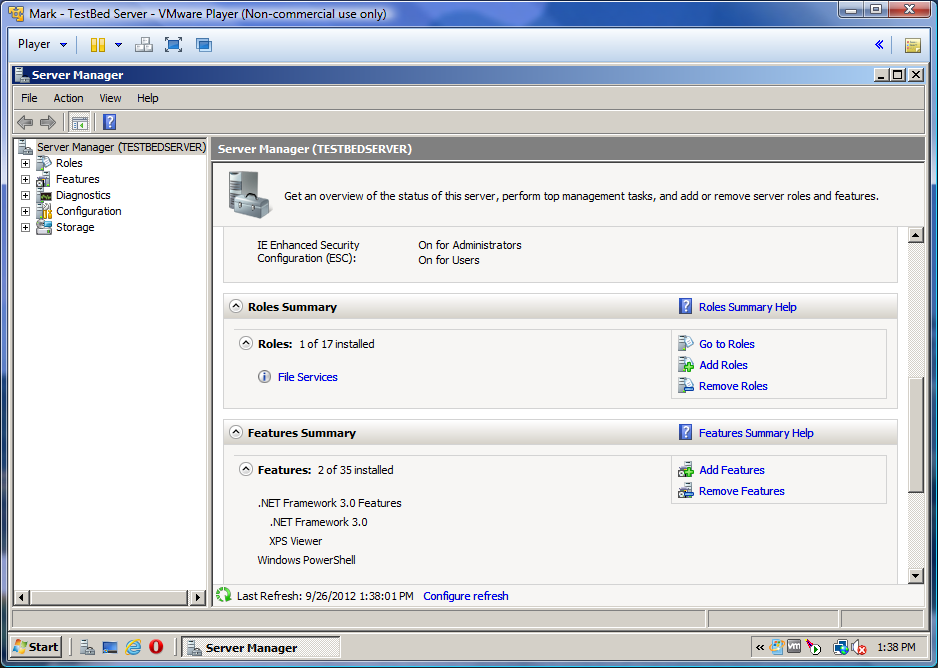 Mark - TestBed Server - VMware Player (Non-commercial use only)
Player
Server Manager
File Action View Help
Server Manager (TESTBEDSERVER)
Roles
Features
Diagnostics
Configuration
Storage
Server Manager (TESTBEDSERVER)
Get an overview of the status of this server, perform top management tasks, and add or remove server roles and features.
IE Enhanced Security Configuration (ESC):
On for Administrators
On for Users
Roles Summary
Roles Summary Help
Roles: 1 of 17 installed
File Services
Go to Roles
Add Roles
Remove Roles
Features Summary
Features Summary Help
Features: 2 of 35 installed
.NET Framework 3.0 Features
.NET Framework 3.0
XPS Viewer
Windows PowerShell
Add Features
Remove Features
Last Refresh: 9/26/2012 1:38:01 PM Configure refresh
Start
Server Manager
1:38 PM